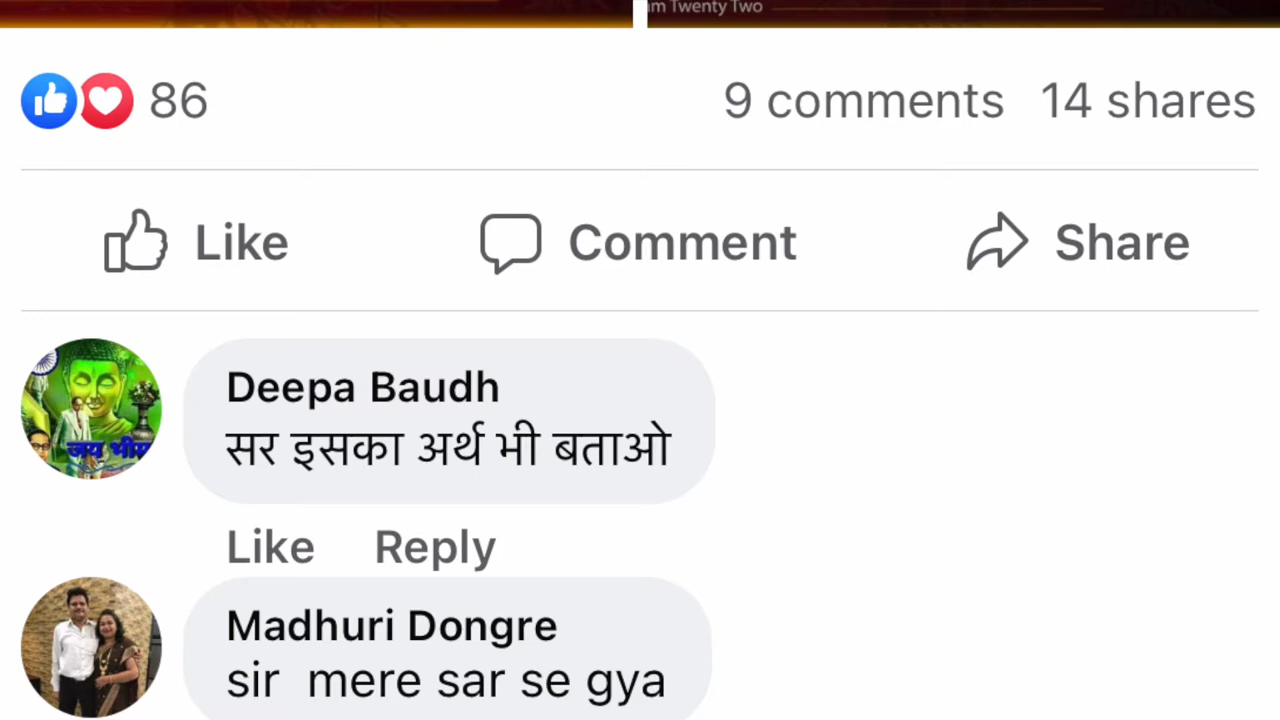 m Twenty Two
86
9 comments 14 shares
Like Comment Share
Deepa Baudh
सर इसका अर्थ भी बताओ
Like Reply
Madhuri Dongre
sir mere sar se gya
जय भीम